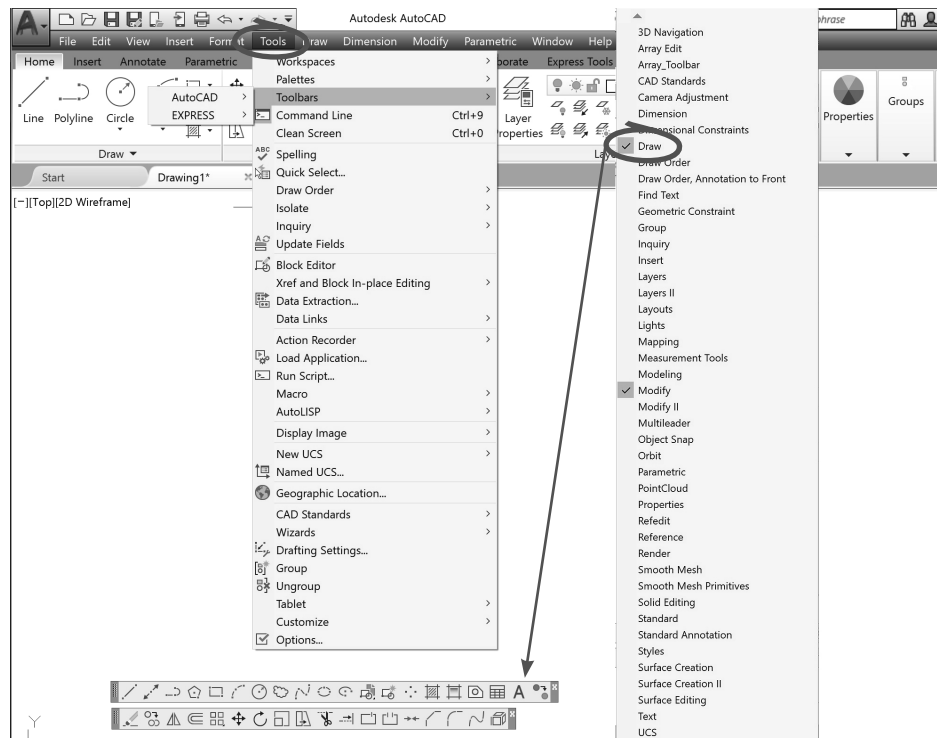 Autodesk AutoCAD
phrase
File Edit View Insert Format Tools raw Dimension Modify Parametric Window Help
Home Insert Annotate Parametric
borate Express Tools
Line Polyline Circle
Draw
Layer
Properties
Lay
Properties
Groups
Start Drawing1*
[−][Top][2D Wireframe]
AutoCAD
EXPRESS
Workspaces
Palettes
Toolbars
Command Line Ctrl+9
Clean Screen Ctrl+0
ABC
Spelling
Quick Select...
Draw Order
Isolate
Inquiry
Update Fields
Block Editor
Xref and Block In-place Editing
Data Extraction...
Data Links
Action Recorder
Load Application...
Run Script...
Macro
AutoLISP
Display Image
New UCS
Named UCS...
Geographic Location...
CAD Standards
Wizards
Drafting Settings...
Group
Ungroup
Tablet
Customize
Options...
3D Navigation
Array Edit
Array_Toolbar
CAD Standards
Camera Adjustment
Dimension
Dimensional Constraints
Draw
Draw Order
Draw Order, Annotation to Front
Find Text
Geometric Constraint
Group
Inquiry
Insert
Layers
Layers II
Layouts
Lights
Mapping
Measurement Tools
Modeling
Modify
Modify II
Multileader
Object Snap
Orbit
Parametric
PointCloud
Properties
Refedit
Reference
Render
Smooth Mesh
Smooth Mesh Primitives
Solid Editing
Standard
Standard Annotation
Styles
Surface Creation
Surface Creation II
Surface Editing
Text
UCS
A
Y